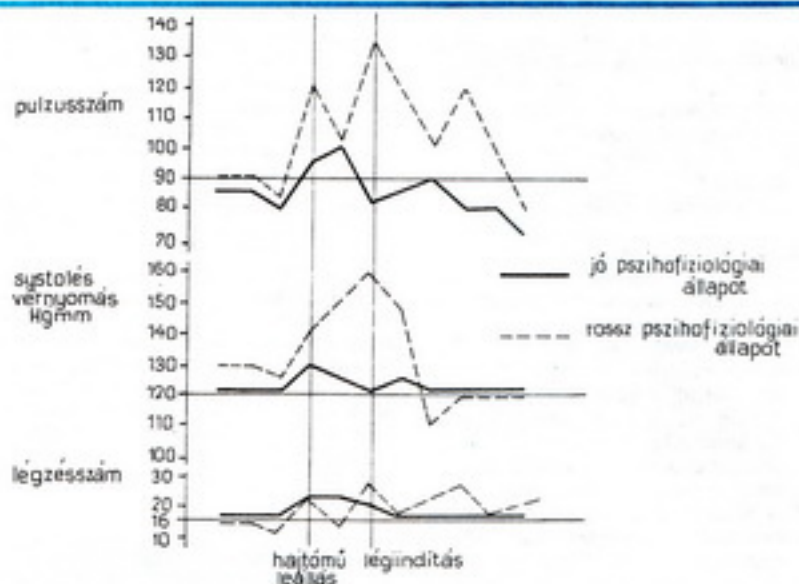 pulzusszám
140
130
120
110
100
90
80
70
systolés
vérnyomás
Hgmm
160
150
140
130
120
110
100
légzésszám
30
20
16
10
jó pszihofiziológiai
állapot
rossz pszihofiziológiai
állapot
hajtómű
leállás
légiindítás